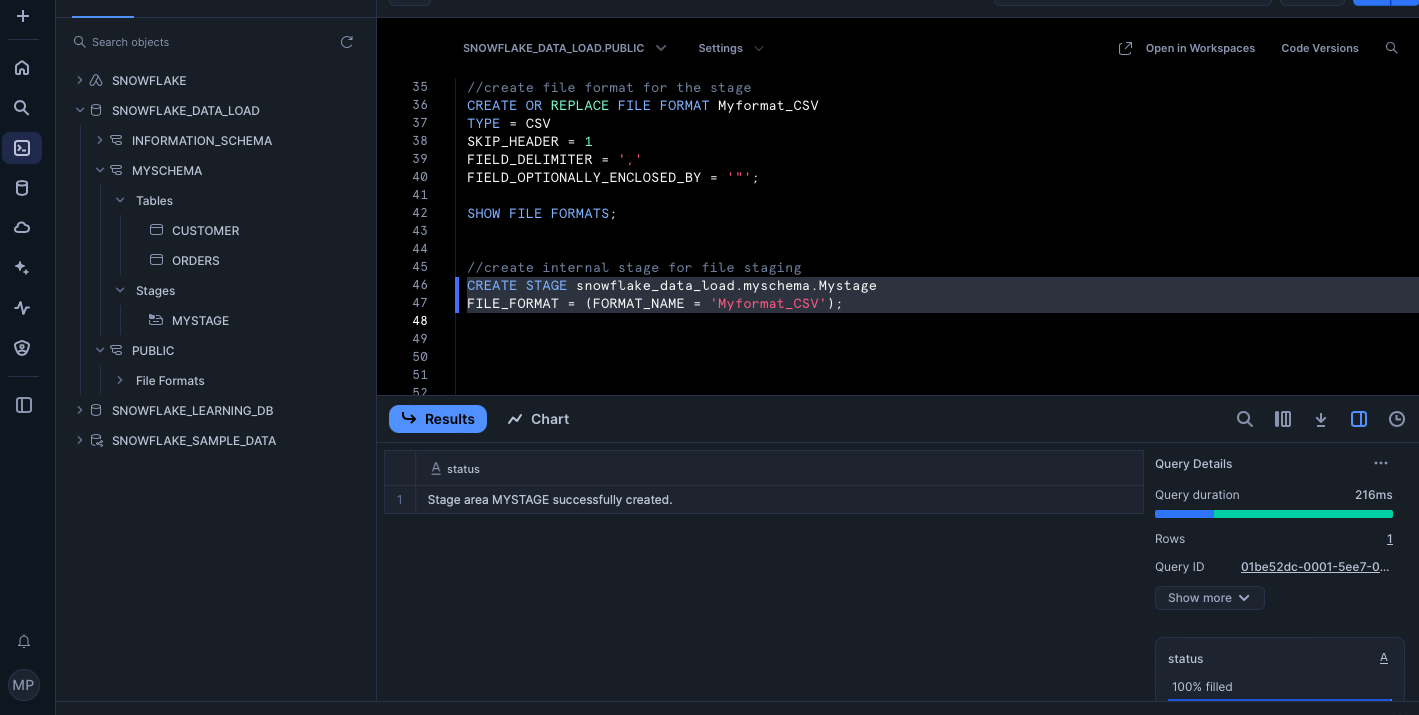 Search objects
SNOWFLAKE
SNOWFLAKE_DATA_LOAD
INFORMATION_SCHEMA
MYSCHEMA
Tables
CUSTOMER
ORDERS
Stages
MYSTAGE
PUBLIC
File Formats
SNOWFLAKE_LEARNING_DB
SNOWFLAKE_SAMPLE_DATA
MP
SNOWFLAKE_DATA_LOAD.PUBLIC Settings Open in Workspaces Code Versions
35 //create file format for the stage
36 CREATE OR REPLACE FILE FORMAT Myformat_CSV
37 TYPE = CSV
38 SKIP_HEADER = 1
39 FIELD_DELIMITER = ','
40 FIELD_OPTIONALLY_ENCLOSED_BY = '"';
41
42 SHOW FILE FORMATS;
43
44
45 //create internal stage for file staging
46 CREATE STAGE snowflake_data_load.myschema.Mystage
47 FILE_FORMAT = (FORMAT_NAME = 'Myformat_CSV');
48
49
50
51
52
Results Chart
A status
1 Stage area MYSTAGE successfully created.
Query Details ...
Query duration 216ms
Rows 1
Query ID 01be52dc-0001-5ee7-0...
Show more
status A
100% filled